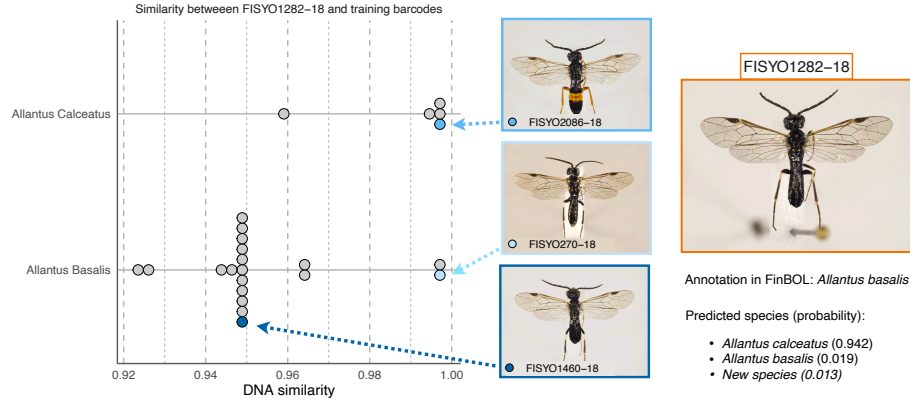 Similarity betweeen FISYO1282−18 and training barcodes
Allantus Calceatus
Allantus Basalis
0.92
0.94
0.96
0.98
1.00
DNA similarity
FISYO2086−18
FISYO270−18
FISYO1460−18
FISYO1282−18
Annotation in FinBOL: Allantus basalis
Predicted species (probability):
• Allantus calceatus (0.942)
• Allantus basalis (0.019)
• New species (0.013)